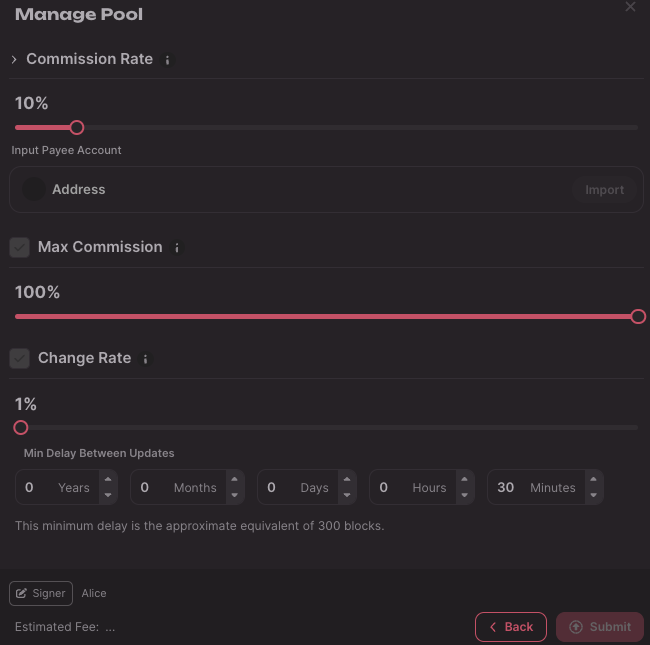 Manage Pool
Commission Rate
10%
Input Payee Account
Address Import
Max Commission
100%
Change Rate
1%
Min Delay Between Updates
0 Years 0 Months 0 Days 0 Hours 30 Minutes
This minimum delay is the approximate equivalent of 300 blocks.
Signer Alice
Estimated Fee: ...
Back Submit